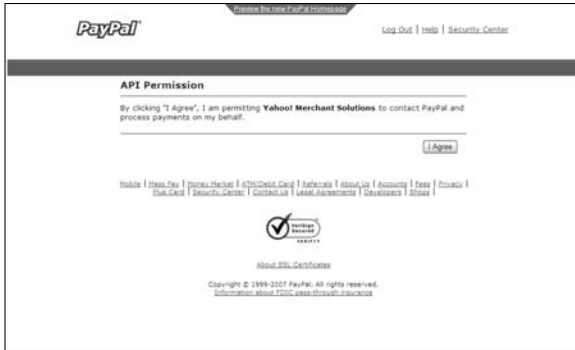 Preview the new PayPal Homepage
PayPal
Log Out | Help | Security Center
API Permission
By clicking "I Agree", I am permitting Yahoo! Merchant Solutions to contact PayPal and
process payments on my behalf.
I Agree
Mobile | Mass Pay | Money Market | ATM/Debit Card | Referrals | About Us | Accounts | Fees | Privacy |
Plus Card | Security Center | Contact Us | Legal Agreements | Developers | Shops |
VeriSign
Secured
VERIFY
About SSL Certificates
Copyright © 1999-2007 PayPal. All rights reserved.
Information about FDIC pass-through insurance